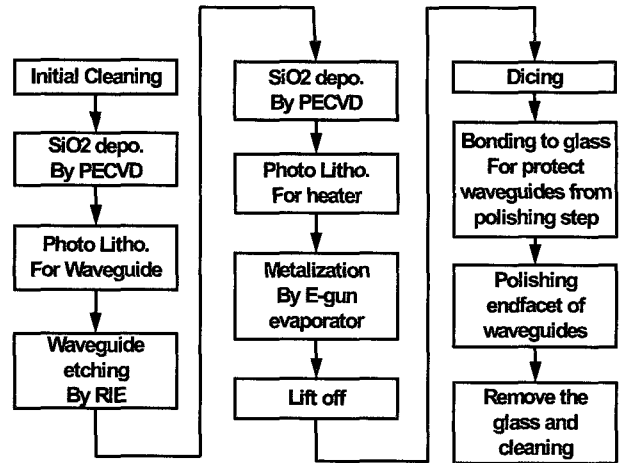 Initial Cleaning
SiO2 depo.
By PECVD
Photo Litho.
For Waveguide
Waveguide
etching
By RIE
SiO2 depo.
By PECVD
Photo Litho.
For heater
Metalization
By E-gun
evaporator
Lift off
Dicing
Bonding to glass
For protect
waveguides from
polishing step
Polishing
endfacet of
waveguides
Remove the
glass and
cleaning